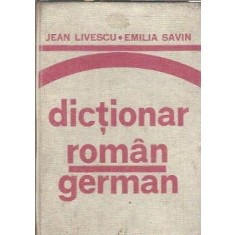 JEAN LIVESCU • EMILIA SAVIN
dicționar
român
german